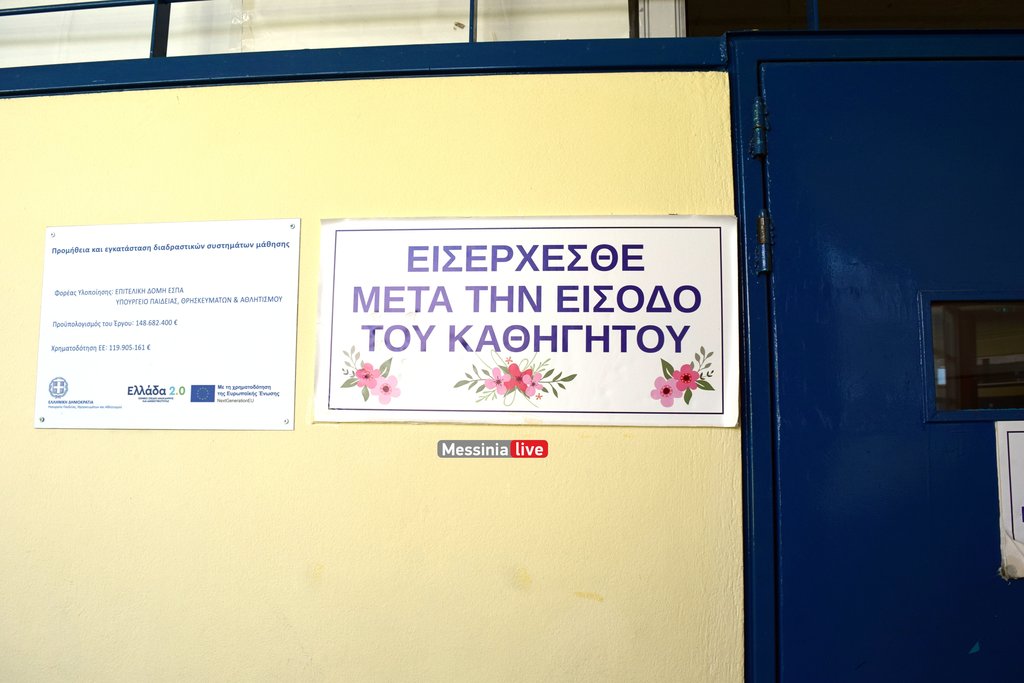 Προμήθεια και εγκατάσταση διαδραστικών συστημάτων μάθησης
Φορέας Υλοποίησης: ΕΠΙΤΕΛΙΚΗ ΔΟΜΗ ΕΣΠΑ
ΥΠΟΥΡΓΕΙΟ ΠΑΙΔΕΙΑΣ, ΘΡΗΣΚΕΥΜΑΤΩΝ & ΑΘΛΗΤΙΣΜΟΥ
Προϋπολογισμός του Έργου: 148.682.400 €
Χρηματοδότηση ΕΕ: 119.905.161 €
ΕΛΛΗΝΙΚΗ ΔΗΜΟΚΡΑΤΙΑ
Ελλάδα 2.0
Με τη χρηματοδότηση
της Ευρωπαϊκής Ένωσης
NextGenerationEU
ΕΙΣΕΡΧΕΣΘΕ
ΜΕΤΑ ΤΗΝ ΕΙΣΟΔΟ
ΤΟΥ ΚΑΘΗΓΗΤΟΥ
Messinia live